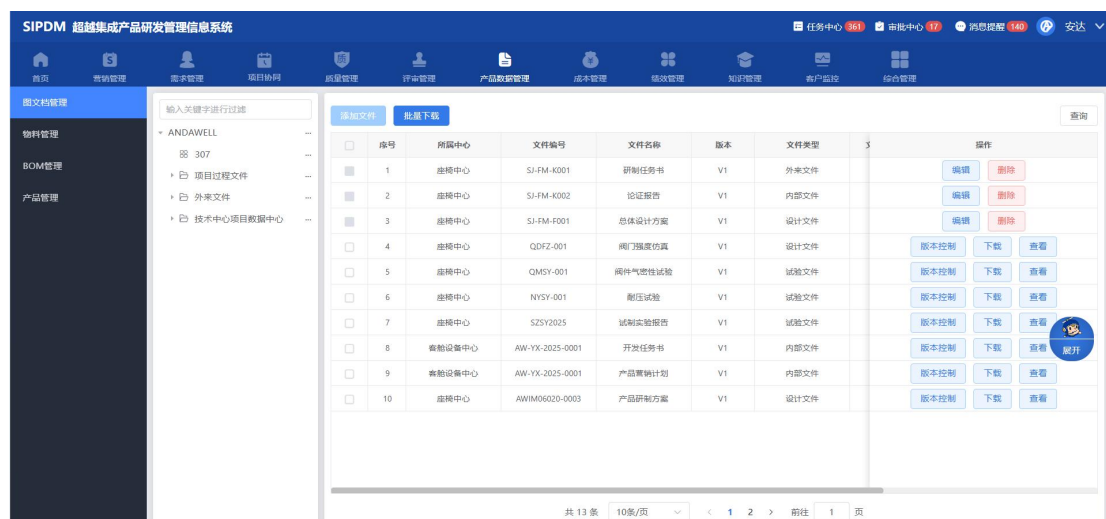 SIPDM 超越集成产品研发管理信息系统 任务中心 361 审批中心 17 消息提醒 140 安达
首页 营销管理 需求管理 项目协同 质量管理 评审管理 产品数据管理 成本管理 绩效管理 知识管理 客户监控 综合管理
图文档管理
物料管理
BOM管理
产品管理
输入关键字进行过滤
ANDAWELL
307
项目过程文件
外来文件
技术中心项目数据中心
添加文件 批量下载 查询
序号 所属中心 文件编号 文件名称 版本 文件类型 操作
1 座椅中心 SJ-FM-K001 研制任务书 V1 外来文件 编辑 删除
2 座椅中心 SJ-FM-K002 论证报告 V1 内部文件 编辑 删除
3 座椅中心 SJ-FM-F001 总体设计方案 V1 设计文件 编辑 删除
4 座椅中心 QDFZ-001 阀门强度仿真 V1 设计文件 版本控制 下载 查看
5 座椅中心 QMSY-001 阀件气密性试验 V1 试验文件 版本控制 下载 查看
6 座椅中心 NYSY-001 耐压试验 V1 试验文件 版本控制 下载 查看
7 座椅中心 SZSY2025 试制实验报告 V1 试验文件 版本控制 下载 查看
8 客舱设备中心 AW-YX-2025-0001 开发任务书 V1 内部文件 版本控制 下载 查看
9 客舱设备中心 AW-YX-2025-0001 产品营销计划 V1 内部文件 版本控制 下载 查看
10 座椅中心 AWIM06020-0003 产品研制方案 V1 设计文件 版本控制 下载 查看
展开
共 13 条 10条/页 1 2 前往 1 页